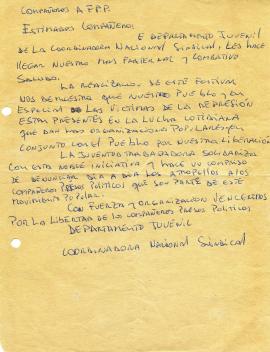 COMPAÑEROS A.F.P.P.
ESTIMADOS COMPAÑEROS:
E DEPARTAMENTO JUVENIL
DE LA COORDINADORA NACIONAL SINDICAL, LES HACE
LLEGAR NUESTRO MAS FRATERNAL Y COMBATIVO
SALUDO.
LA REALIZACION DE ESTE FESTIVAL
NOS DEMUESTRA QUE NUESTRO PUEBLO Y EN
ESPECIAL LAS VICTIMAS DE LA REPRESIÓN
ESTAN PRESENTES EN LA LUCHA COTIDIANA
QUE DAN LAS ORGANIZACIONES POPULARES EN
CONJUNTO CON EL PUEBLO POR NUESTRA LIBERACIÓN
LA JUVENTUD TRABAJADORA SOLIDARIZA
CON ESTA NOBLE INICIATIVA Y HACE UN COMPROMISO
DE DENUNCIAR DIA A DIA LOS ATROPELLOS A LOS
COMPAÑEROS PRESOS POLITICOS QUE SON PARTE DE ESTE
MOVIMIENTO POPULAR.
CON FUERZA Y ORGANIZACION VENCEREMOS
POR LA LIBERTAD DE LOS COMPAÑEROS PRESOS POLITICOS
DEPARTAMENTO JUVENIL
COORDINADORA NACIONAL SINDICAL